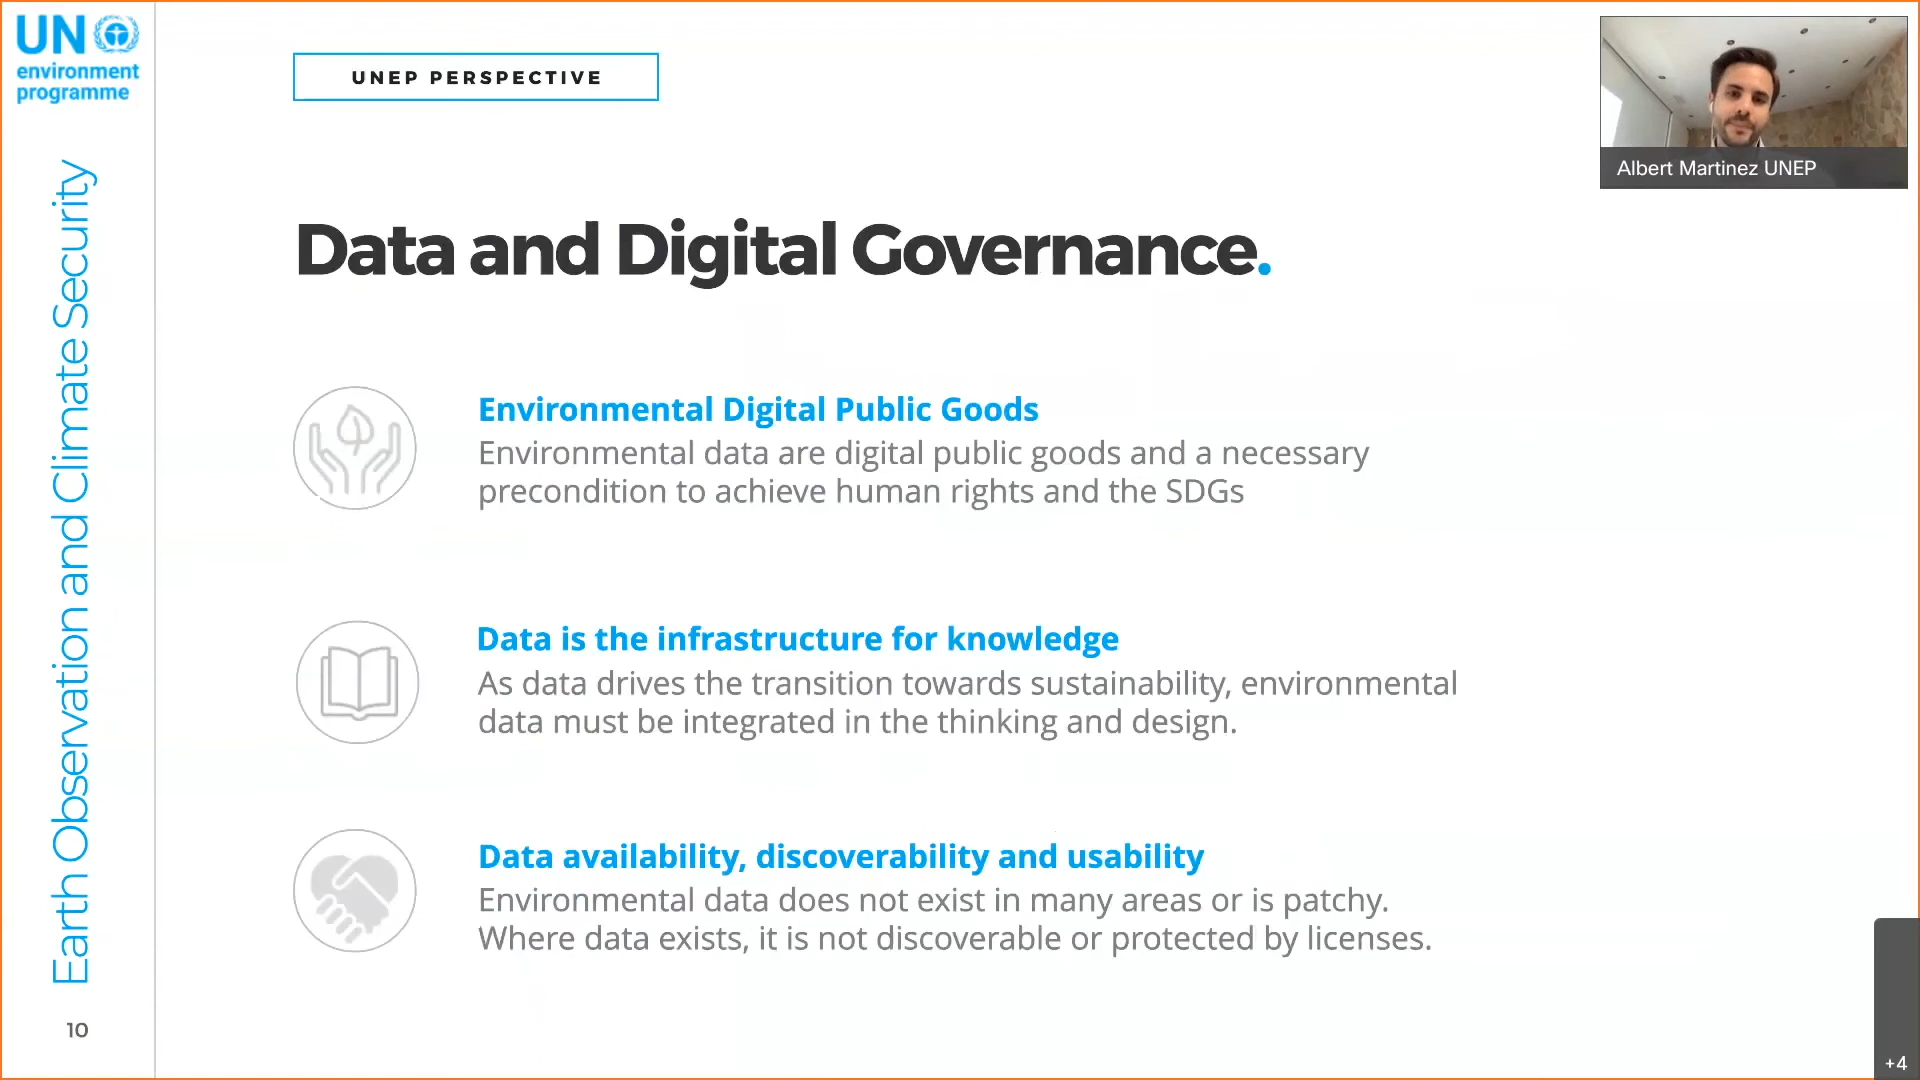 UN
environment
programme
Earth Observation and Climate Security
10
UNEP PERSPECTIVE
Data and Digital Governance.
Environmental Digital Public Goods
Environmental data are digital public goods and a necessary
precondition to achieve human rights and the SDGs
Data is the infrastructure for knowledge
As data drives the transition towards sustainability, environmental
data must be integrated in the thinking and design.
Data availability, discoverability and usability
Environmental data does not exist in many areas or is patchy.
Where data exists, it is not discoverable or protected by licenses.
Albert Martinez UNEP
+4